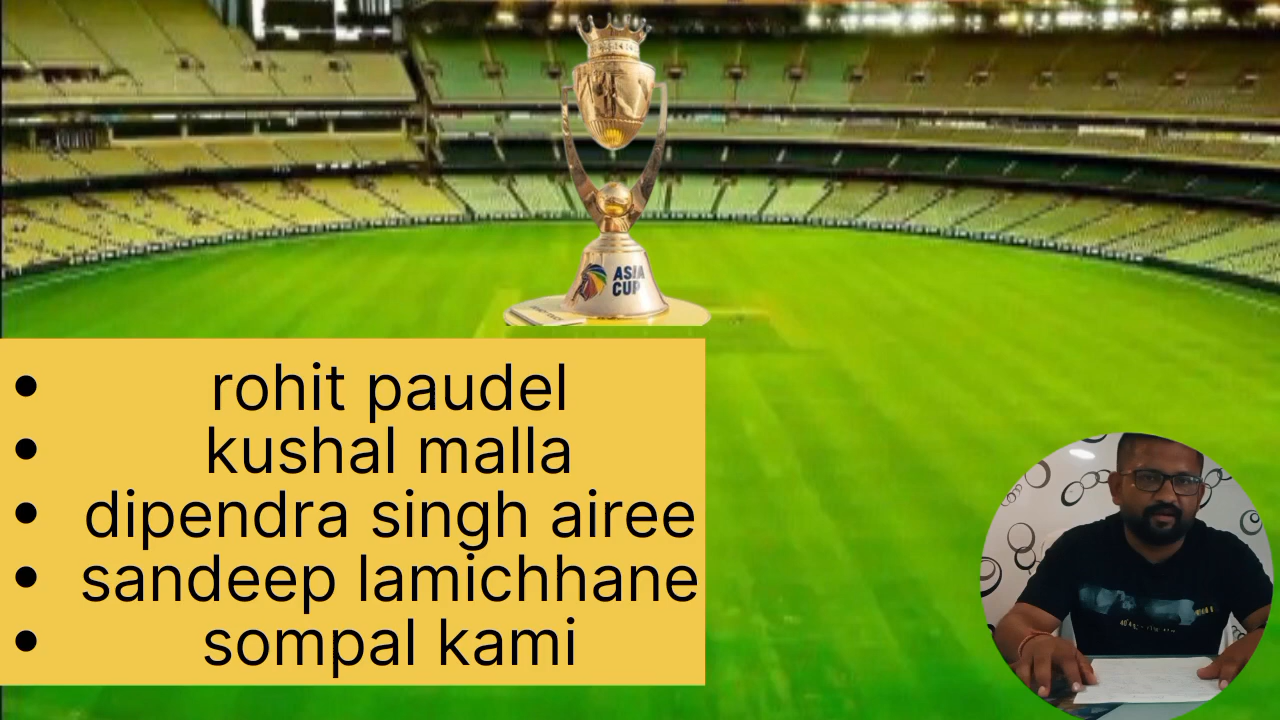 ASIA
CUP
rohit paudel
kushal malla
dipendra singh airee
sandeep lamichhane
sompal kami